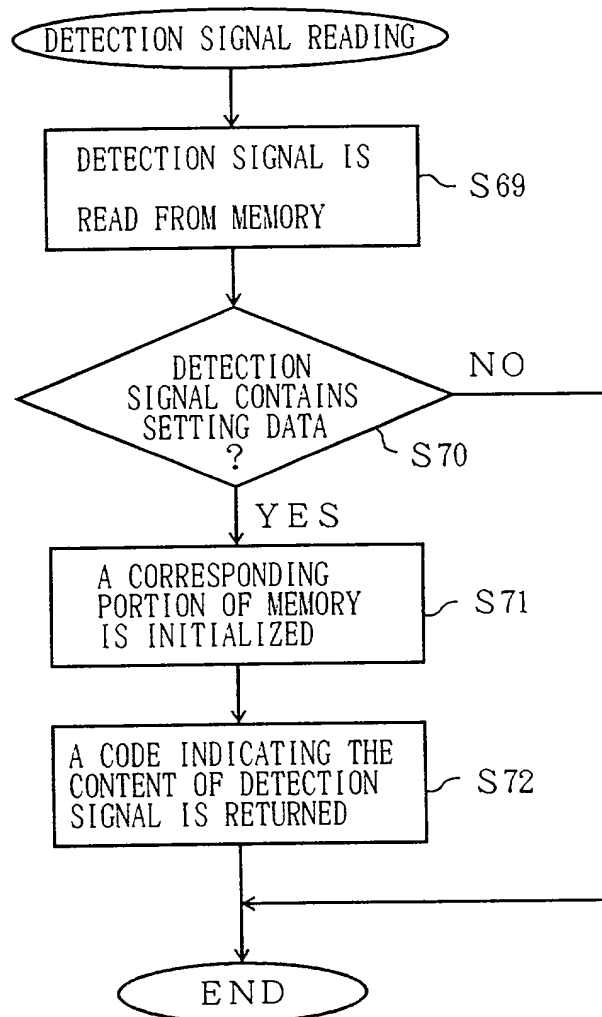 DETECTION SIGNAL READING
DETECTION SIGNAL IS
READ FROM MEMORY
S69
DETECTION
SIGNAL CONTAINS
SETTING DATA
?
NO
S70
YES
A CORRESPONDING
PORTION OF MEMORY
IS INITIALIZED
S71
A CODE INDICATING THE
CONTENT OF DETECTION
SIGNAL IS RETURNED
S72
END